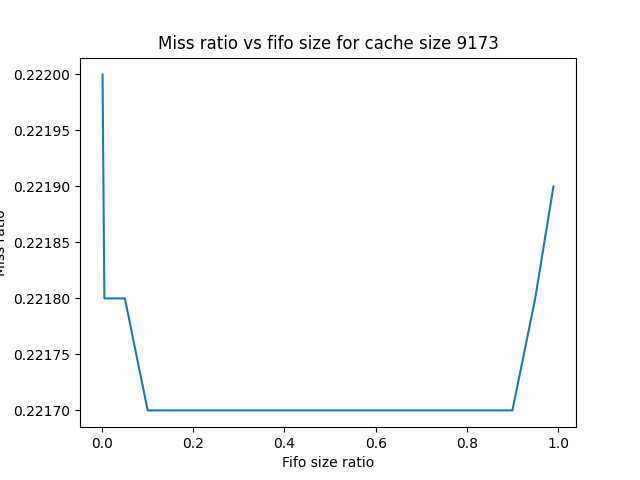 Miss ratio vs fifo size for cache size 9173
0.22200
0.22195
0.22190
0.22185
0.22180
0.22175
0.22170
Miss ratio
0.0 0.2 0.4 0.6 0.8 1.0
Fifo size ratio